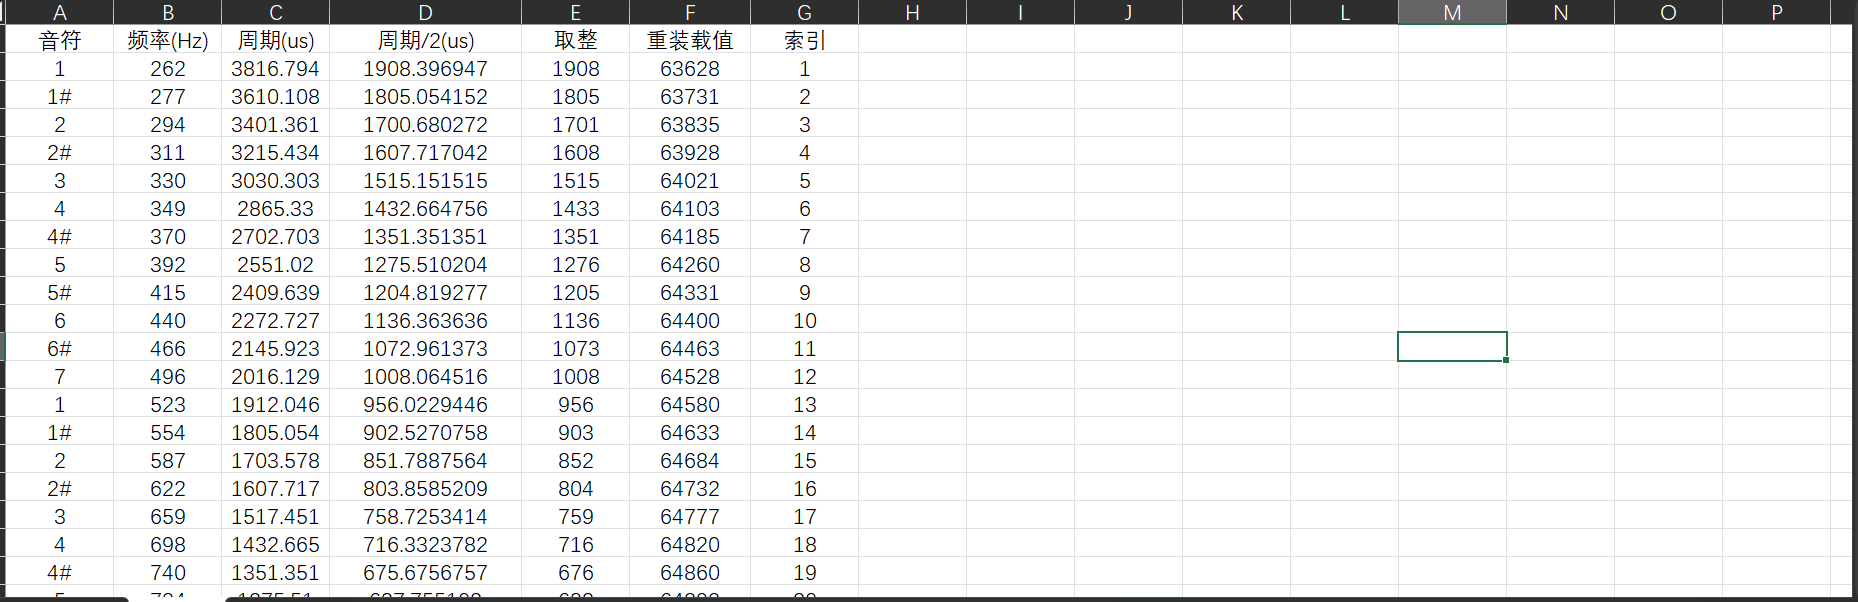 A B C D E F G H I J K L M N O P
音符 频率(Hz) 周期(us) 周期/2(us) 取整 重装载值 索引
1 262 3816.794 1908.396947 1908 63628 1
1# 277 3610.108 1805.054152 1805 63731 2
2 294 3401.361 1700.680272 1701 63835 3
2# 311 3215.434 1607.717042 1608 63928 4
3 330 3030.303 1515.151515 1515 64021 5
4 349 2865.33 1432.664756 1433 64103 6
4# 370 2702.703 1351.351351 1351 64185 7
5 392 2551.02 1275.510204 1276 64260 8
5# 415 2409.639 1204.819277 1205 64331 9
6 440 2272.727 1136.363636 1136 64400 10
6# 466 2145.923 1072.961373 1073 64463 11
7 496 2016.129 1008.064516 1008 64528 12
1 523 1912.046 956.0229446 956 64580 13
1# 554 1805.054 902.5270758 903 64633 14
2 587 1703.578 851.7887564 852 64684 15
2# 622 1607.717 803.8585209 804 64732 16
3 659 1517.451 758.7253414 759 64777 17
4 698 1432.665 716.3323782 716 64820 18
4# 740 1351.351 675.6756757 676 64860 19